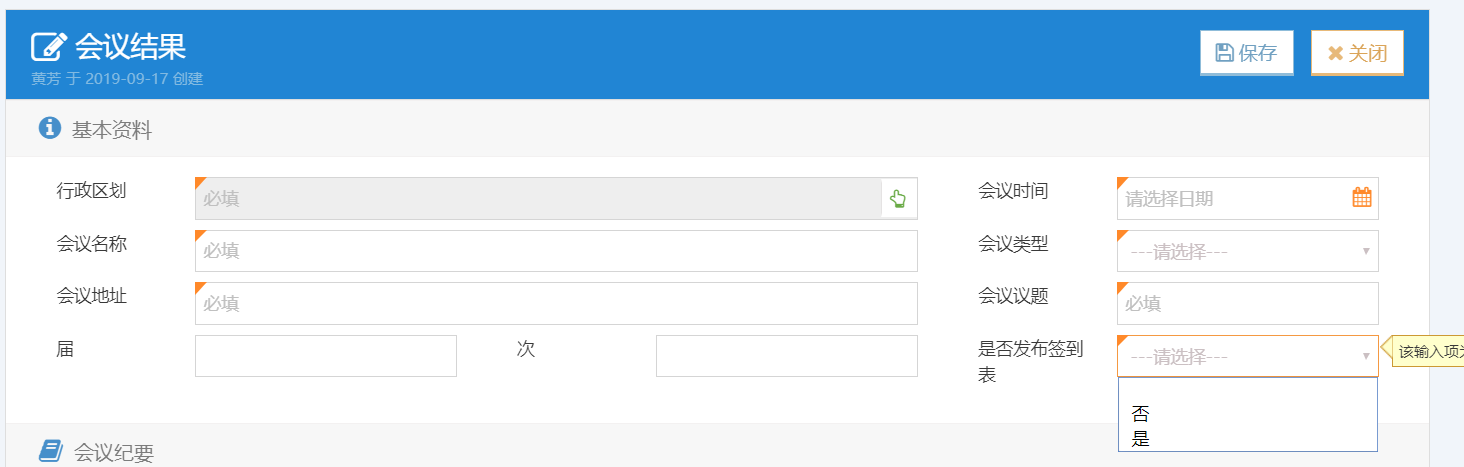 会议结果
保存
关闭
黄芳 于 2019-09-17 创建
基本资料
行政区划
必填
会议时间
请选择日期
会议名称
必填
会议类型
---请选择---
会议地址
必填
会议议题
必填
届
次
是否发布签到
表
---请选择---
该输入项
否
是
会议纪要